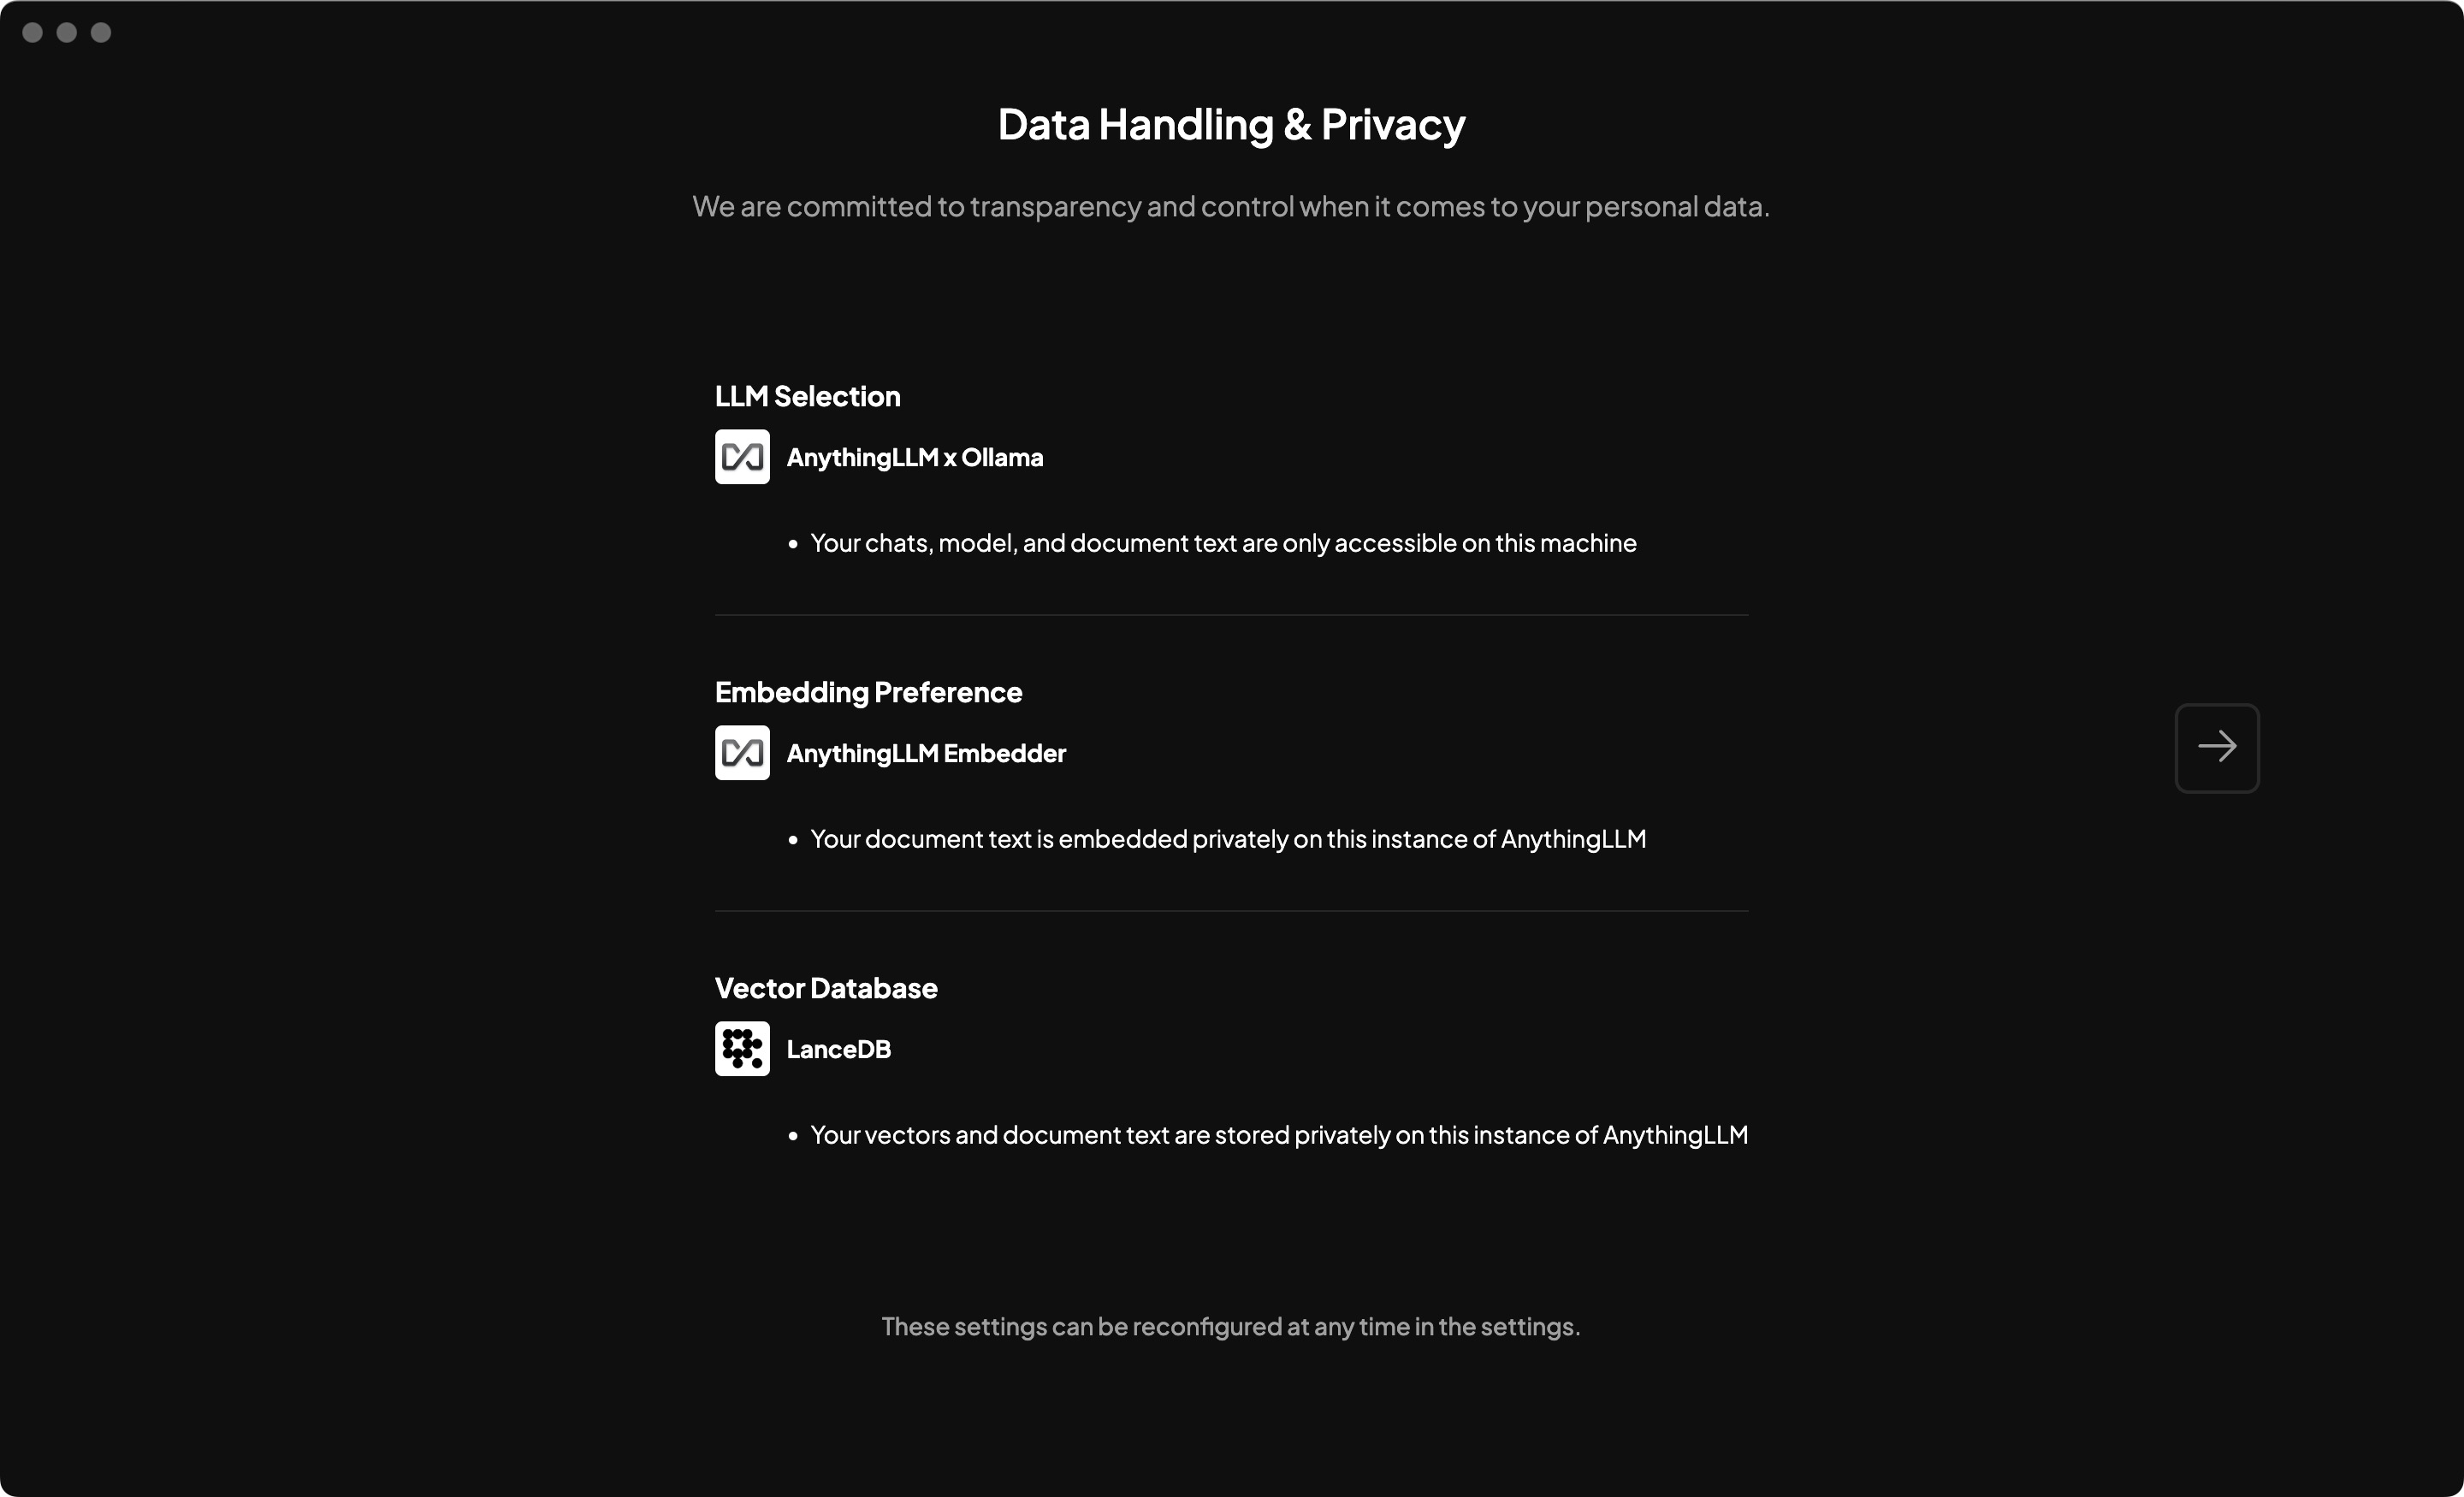 Data Handling & Privacy
We are committed to transparency and control when it comes to your personal data.
LLM Selection
AnythingLLM x Ollama
• Your chats, model, and document text are only accessible on this machine
Embedding Preference
AnythingLLM Embedder
• Your document text is embedded privately on this instance of AnythingLLM
Vector Database
LanceDB
• Your vectors and document text are stored privately on this instance of AnythingLLM
These settings can be reconfigured at any time in the settings.